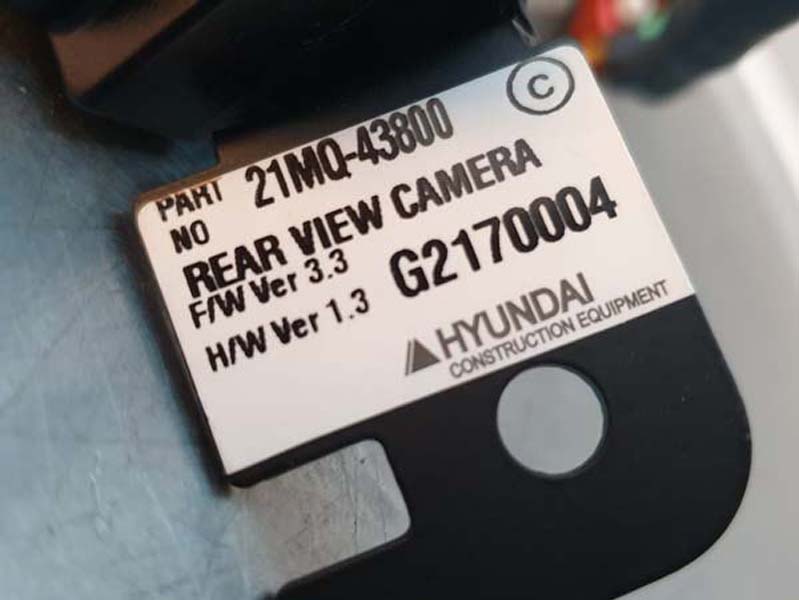 ©
PART NO 21MQ-43800
REAR VIEW CAMERA
F/W Ver 3.3
H/W Ver 1.3 G2170004
HYUNDAI
CONSTRUCTION EQUIPMENT